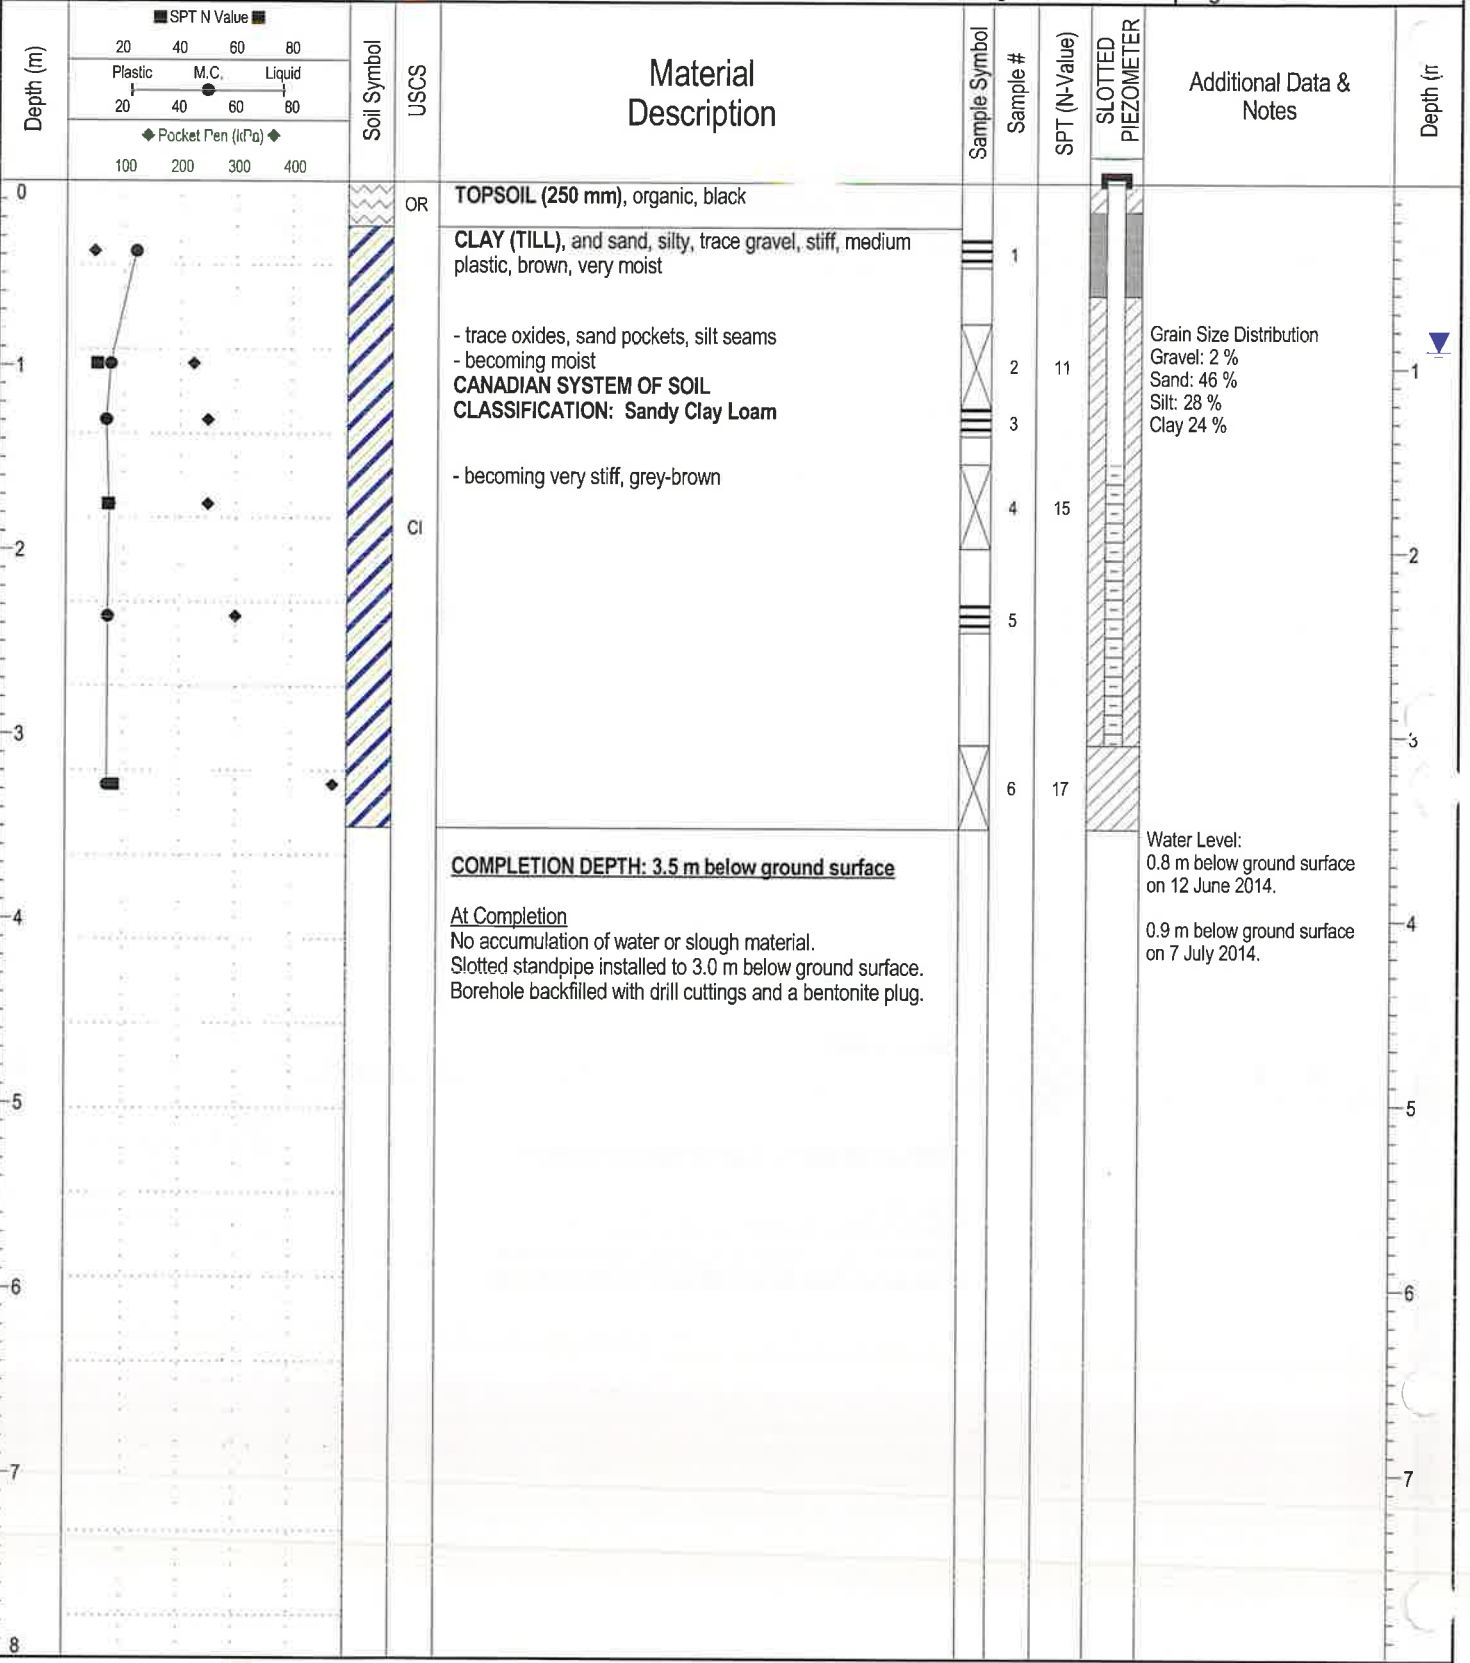 SPT N Value
20 40 60 80
Plastic M.C. Liquid
20 40 60 80
Pocket Pen (kPa)
100 200 300 400
Depth (m)
Soil Symbol
USCS
Material
Description
Sample Symbol
Sample #
SPT (N-Value)
SLOTTED
PIEZOMETER
Additional Data &
Notes
Depth (m
0
OR
TOPSOIL (250 mm), organic, black
CLAY (TILL), and sand, silty, trace gravel, stiff, medium
plastic, brown, very moist
1
- trace oxides, sand pockets, silt seams
- becoming moist
CANADIAN SYSTEM OF SOIL
CLASSIFICATION: Sandy Clay Loam
1
2 11
3
Grain Size Distribution
Gravel: 2 %
Sand: 46 %
Silt: 28 %
Clay 24 %
1
- becoming very stiff, grey-brown
4 15
CI
2
2
5
3
3
6 17
COMPLETION DEPTH: 3.5 m below ground surface
At Completion
No accumulation of water or slough material.
Slotted standpipe installed to 3.0 m below ground surface.
Borehole backfilled with drill cuttings and a bentonite plug.
Water Level:
0.8 m below ground surface
on 12 June 2014.
0.9 m below ground surface
on 7 July 2014.
4
4
5
5
6
6
7
7
8